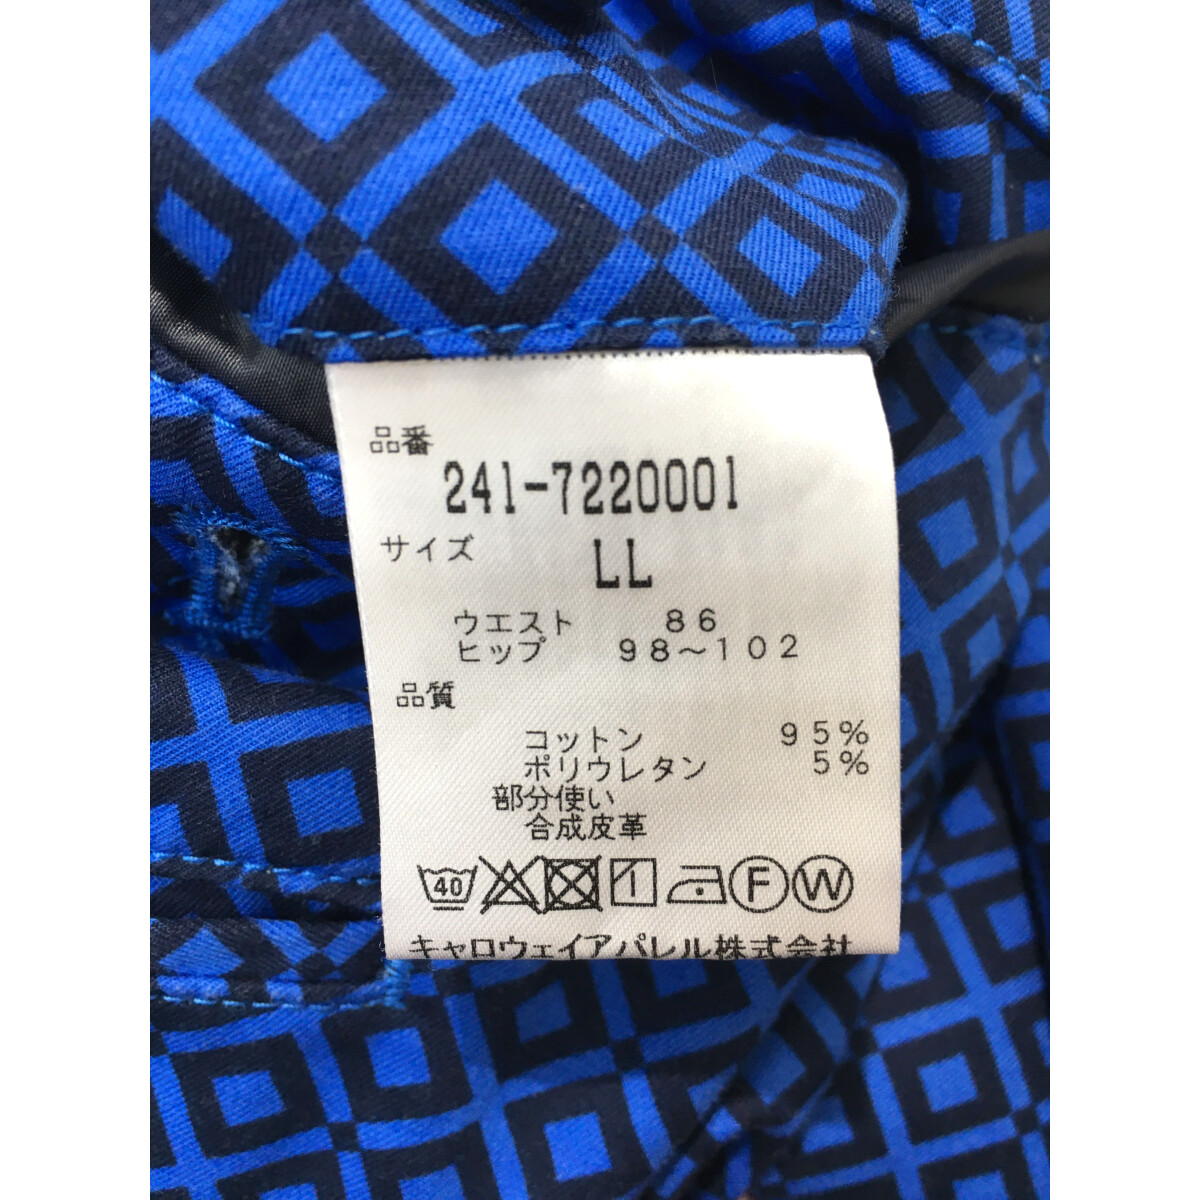 品番
241-7220001
サイズ LL
ウエスト 86
ヒップ 98~102
品質
コットン 95%
ポリウレタン 5%
部分使い
合成皮革
40 F W
キャロウェイアパレル株式会社